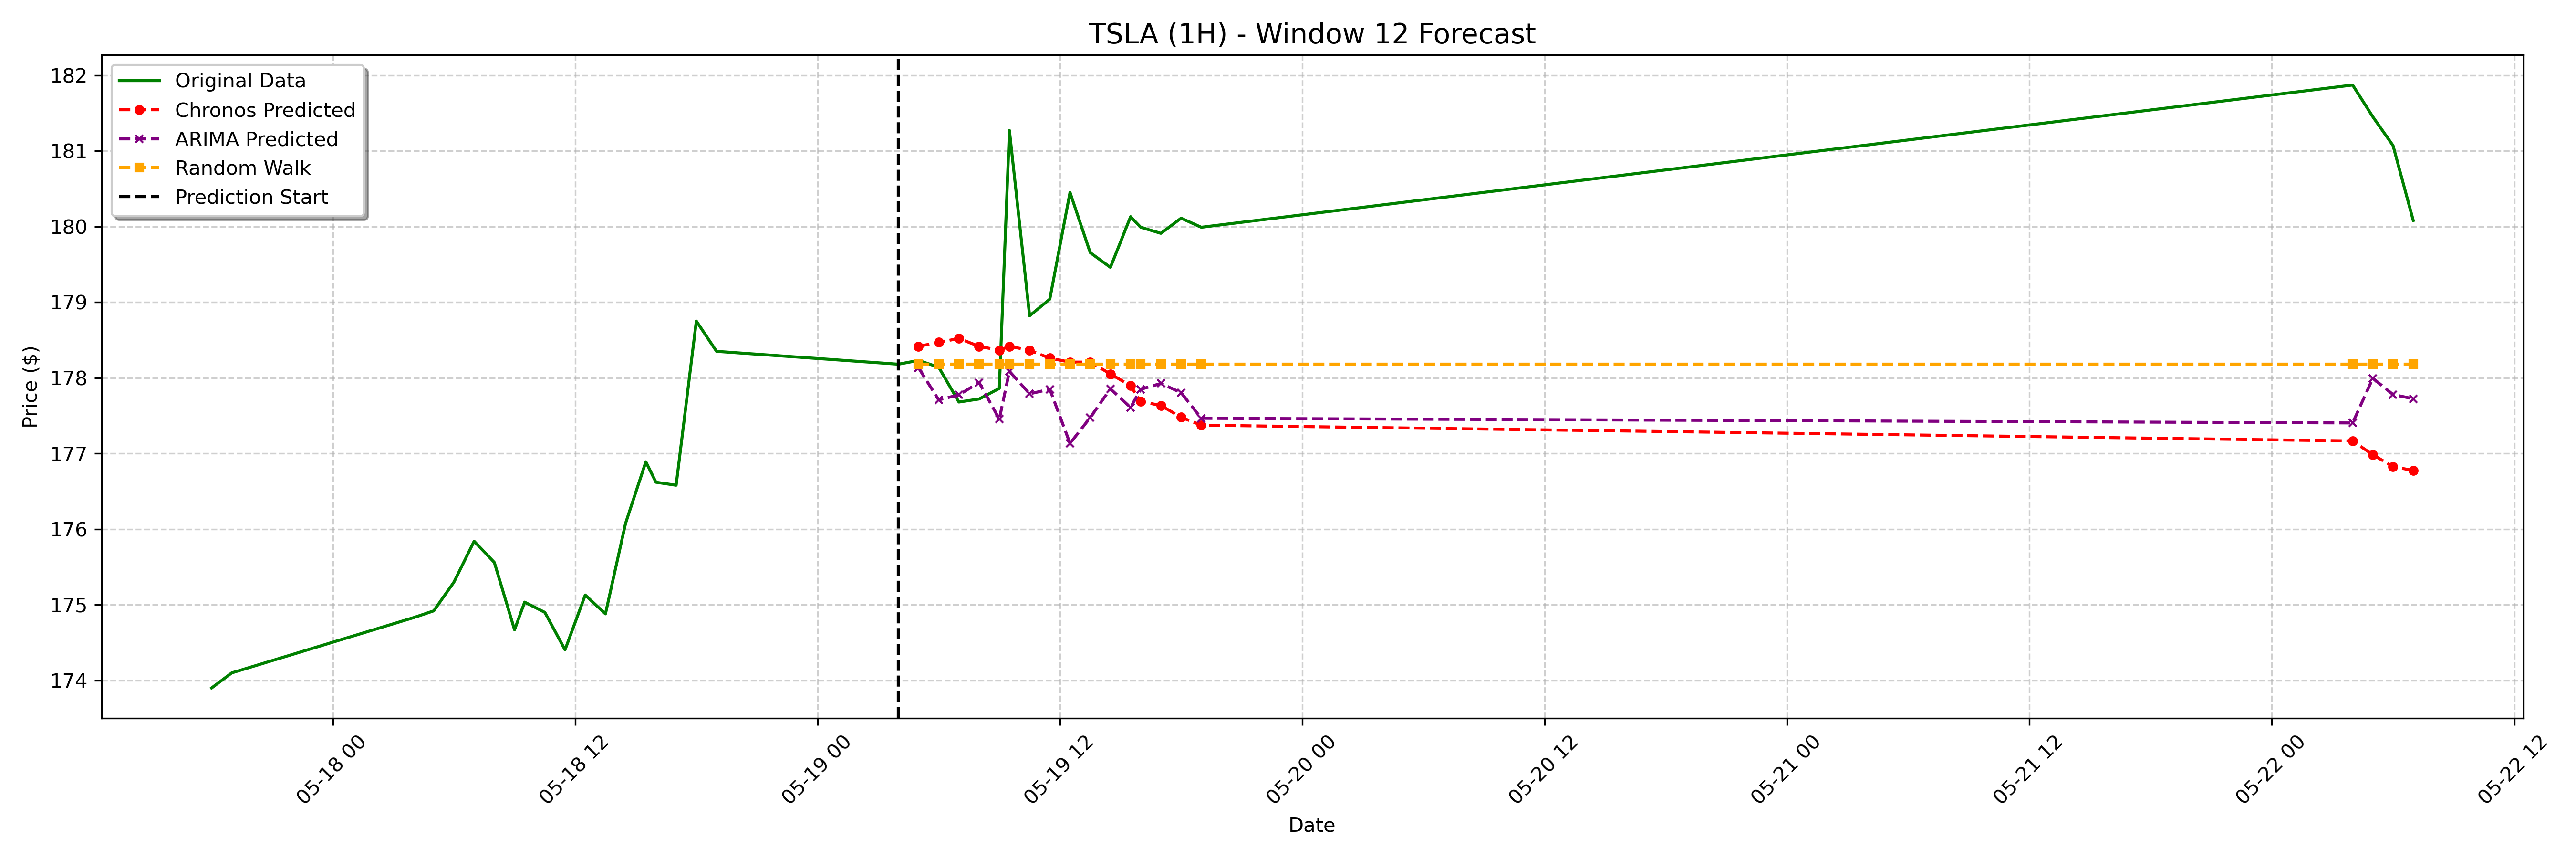 TSLA (1H) - Window 12 Forecast
Original Data
Chronos Predicted
ARIMA Predicted
Random Walk
Prediction Start
Price ($)
182
181
180
179
178
177
176
175
174
05-18 00
05-18 12
05-19 00
05-19 12
05-20 00
05-20 12
05-21 00
05-21 12
05-22 00
05-22 12
Date